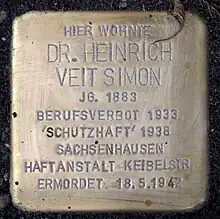 HIER WOHNTE
DR. HEINRICH
VEIT SIMON
JG. 1883
BERUFSVERBOT 1933
'SCHUTZHAFT' 1938
SACHSENHAUSEN
HAFTANSTALT KEIBELSTR.
ERMORDET 18.5.1942